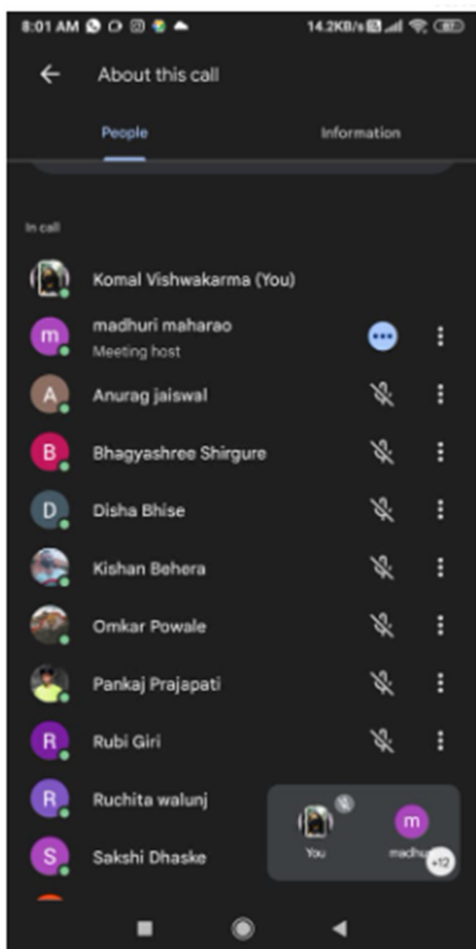 8:01 AM 14.2KB/s
About this call
People Information
In call
Komal Vishwakarma (You)
m madhuri maharao
Meeting host
A Anurag jaiswal
B Bhagyashree Shirgure
D Disha Bhise
Kishan Behera
Omkar Powale
Pankaj Prajapati
R Rubi Giri
R Ruchita walunj
S Sakshi Dhaske
m
You madhu
+12